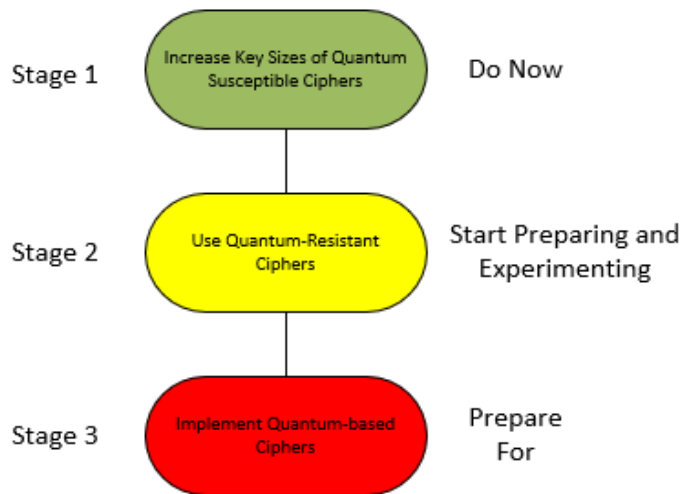 Stage 1
Increase Key Sizes of Quantum
Susceptible Ciphers
Do Now
Stage 2
Use Quantum-Resistant
Ciphers
Start Preparing and
Experimenting
Stage 3
Implement Quantum-based
Ciphers
Prepare
For